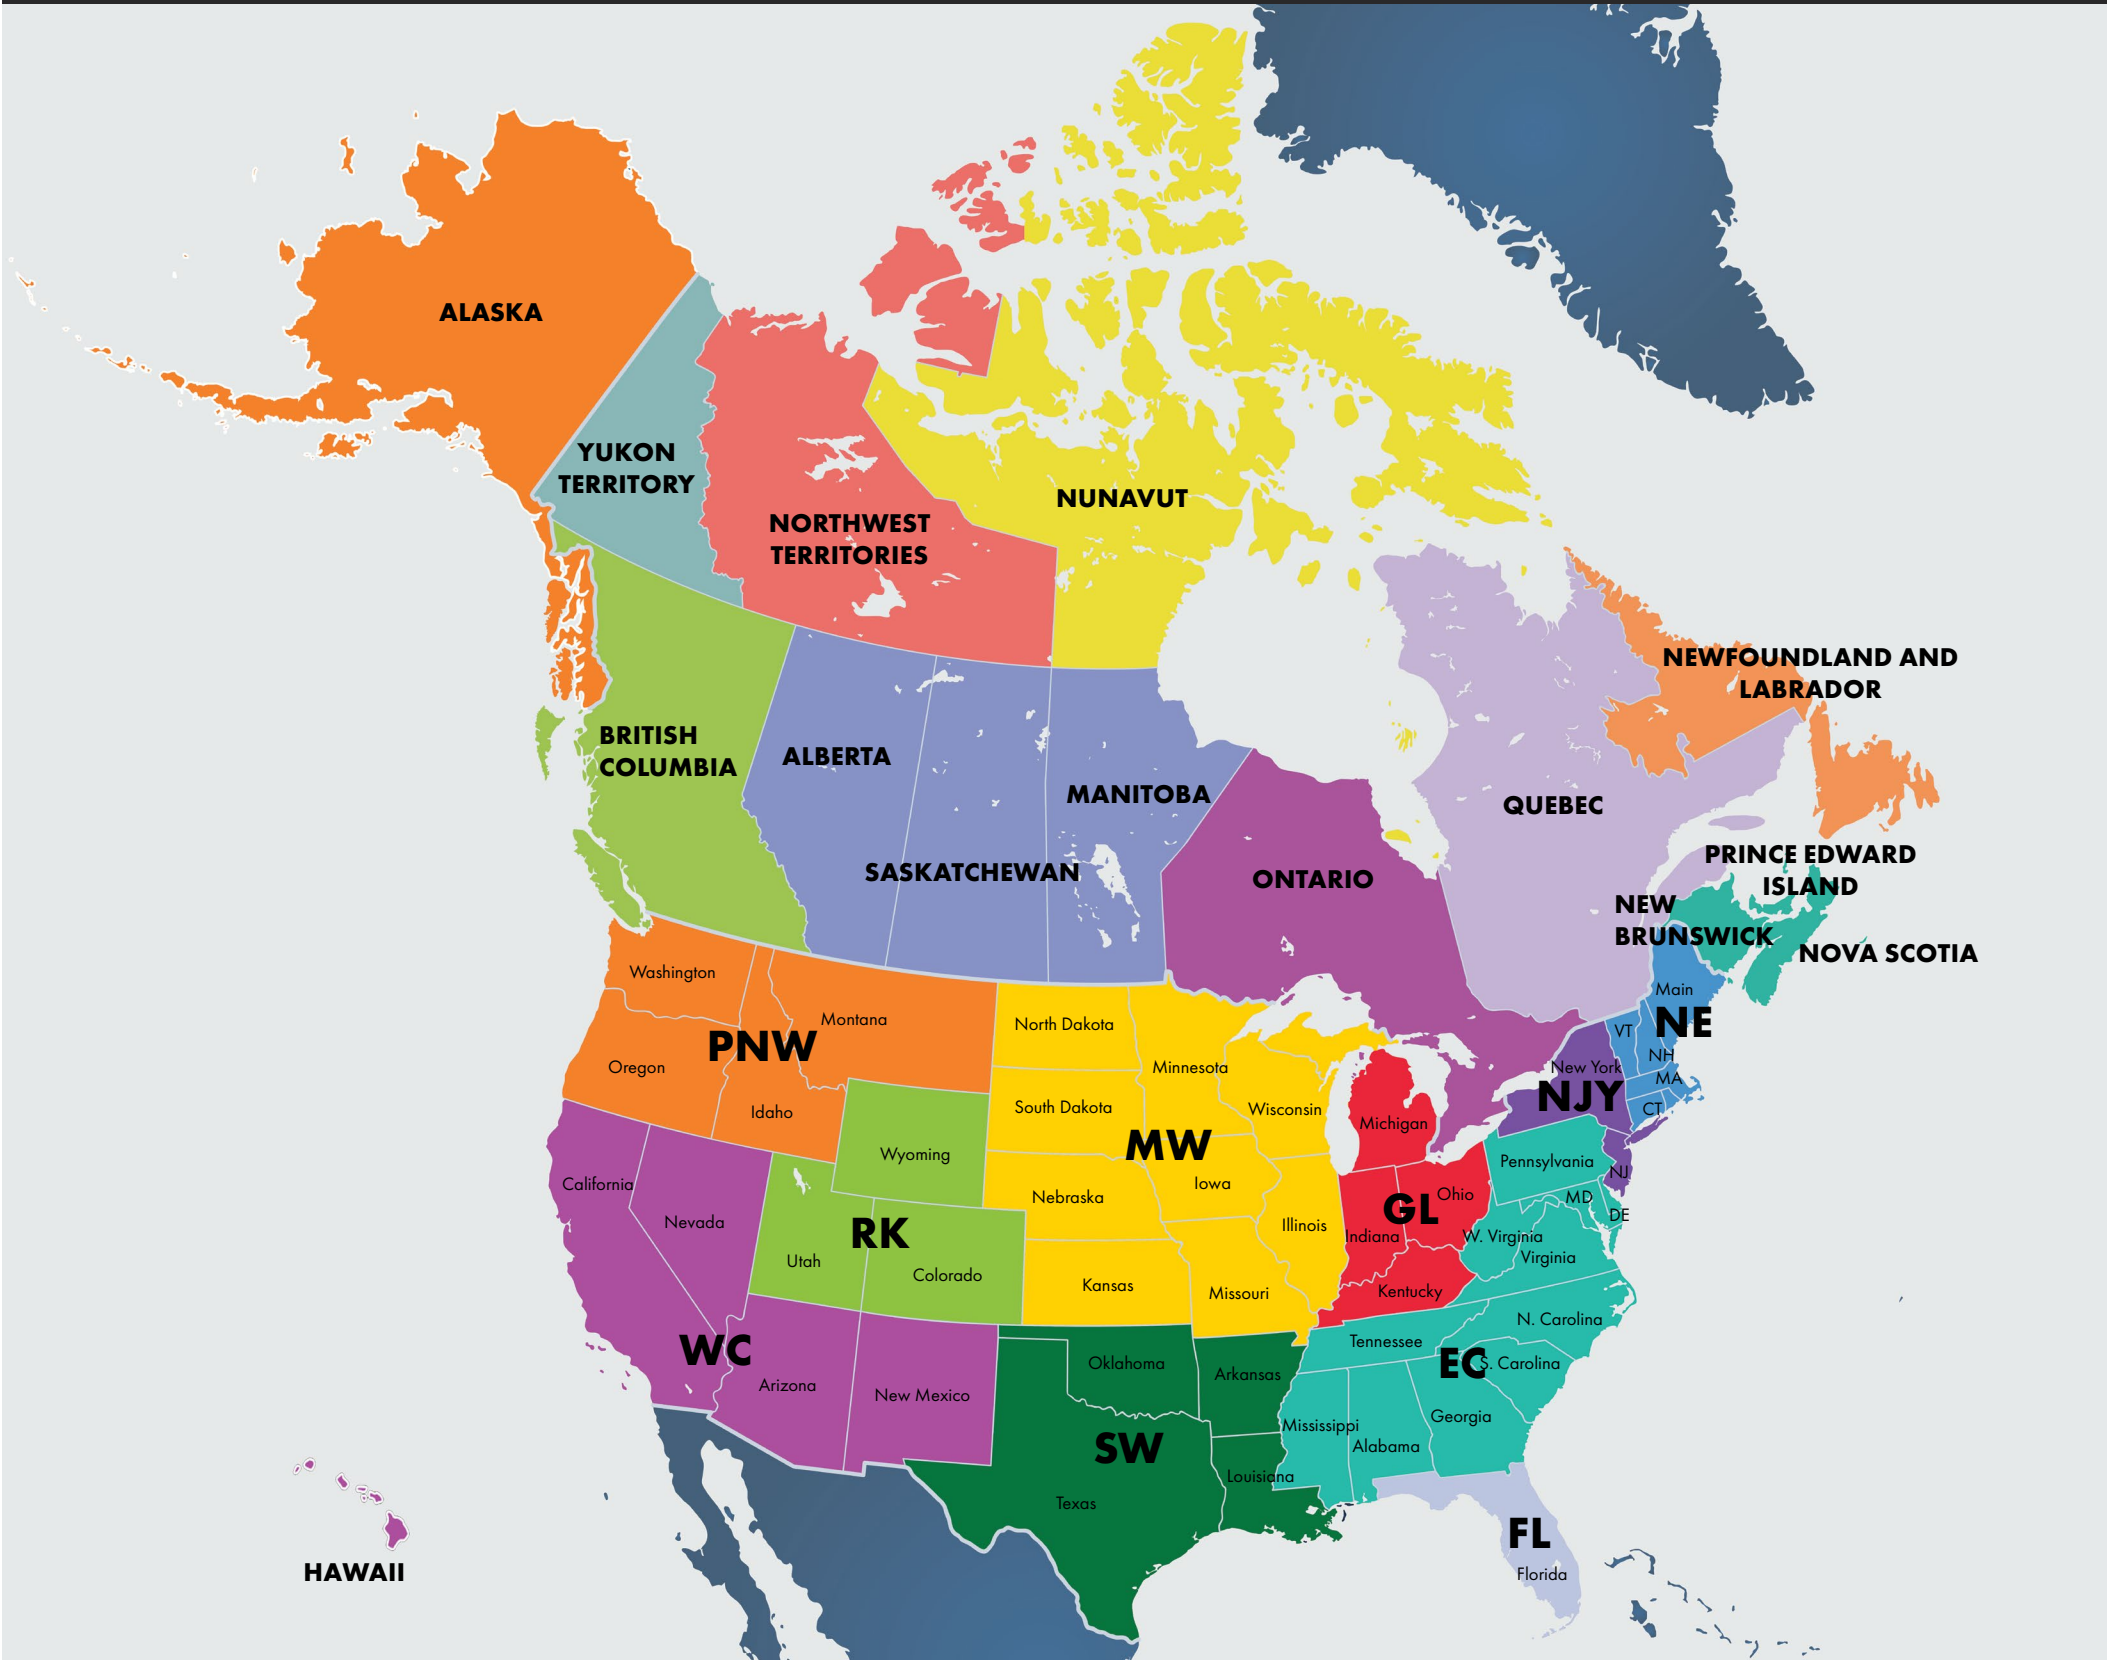 ALASKA
YUKON
TERRITORY
NORTHWEST
TERRITORIES
NUNAVUT
NEWFOUNDLAND AND
LABRADOR
BRITISH
COLUMBIA
ALBERTA
MANITOBA
QUEBEC
SASKATCHEWAN
ONTARIO
PRINCE EDWARD
ISLAND
NEW
BRUNSWICK
NOVA SCOTIA
Washington
Main
Montana
North Dakota
NE
VT
PNW
NH
Oregon
Minnesota
New York
MA
NJY
Idaho
South Dakota
Wisconsin
CT
Michigan
MW
Wyoming
Pennsylvania
NJ
California
Iowa
Nebraska
Ohio
MD
GL
DE
Nevada
RK
Illinois
Indiana
W. Virginia
Virginia
Utah
Colorado
Kansas
Missouri
Kentucky
N. Carolina
WC
Tennessee
EC
S. Carolina
Oklahoma
Arkansas
Arizona
New Mexico
Georgia
Mississippi
Alabama
SW
Louisiana
Texas
FL
Florida
HAWAII